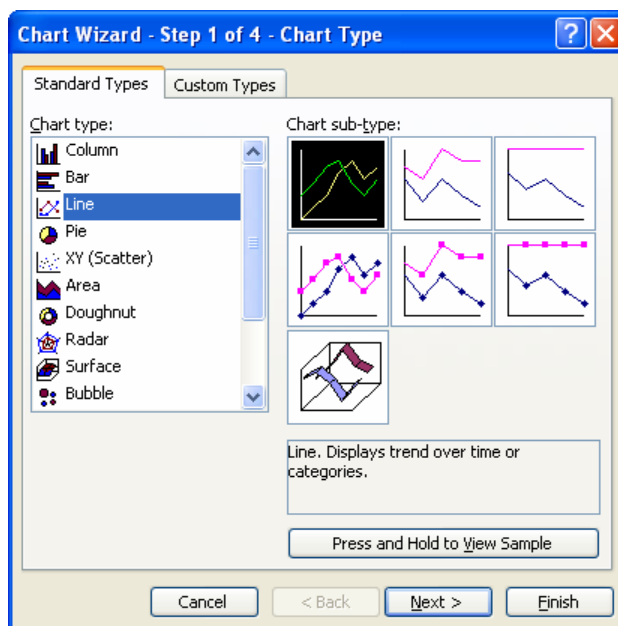 Chart Wizard - Step 1 of 4 - Chart Type
Standard Types
Custom Types
Chart type:
Column
Bar
Line
Pie
XY (Scatter)
Area
Doughnut
Radar
Surface
Bubble
Chart sub-type:
Line. Displays trend over time or
categories.
Press and Hold to View Sample
Cancel
< Back
Next >
Finish